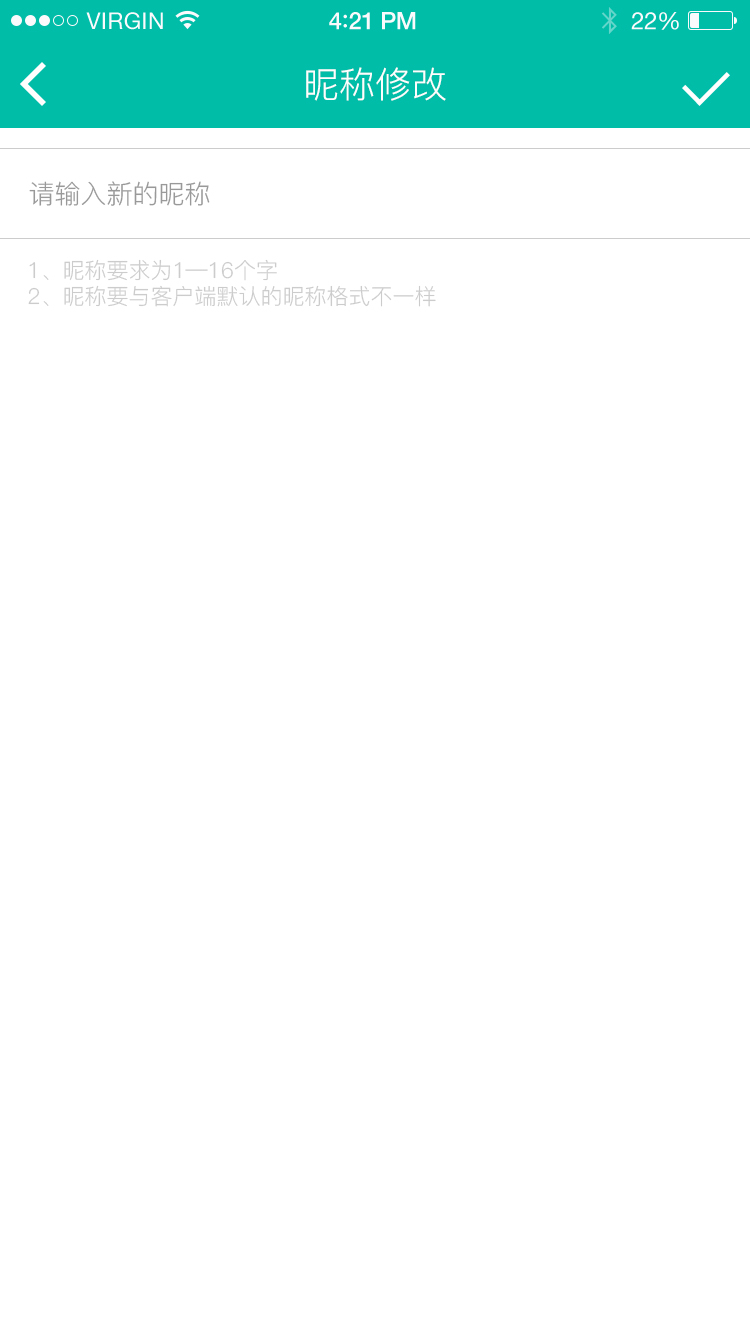 VIRGIN 4:21 PM 22%
昵称修改
请输入新的昵称
1、昵称要求为1—16个字
2、昵称要与客户端默认的昵称格式不一样